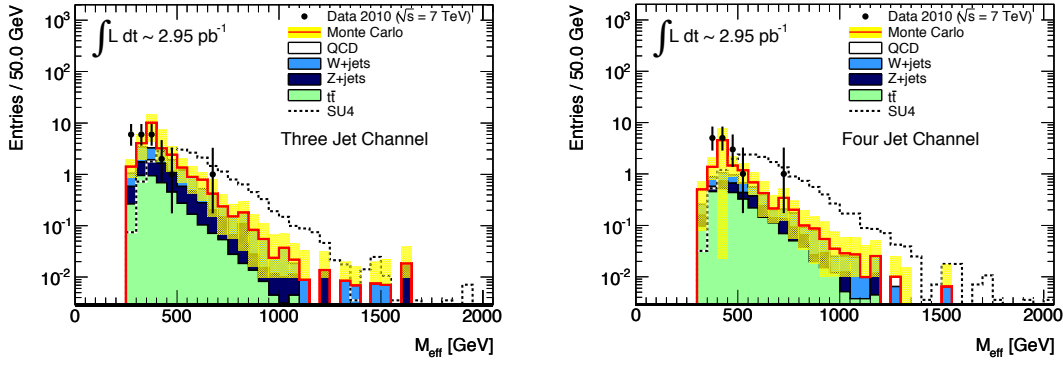 Entries / 50.0 GeV
10³
10²
10
1
10⁻¹
10⁻²
∫L dt ~ 2.95 pb⁻¹
Data 2010 (√s = 7 TeV)
Monte Carlo
QCD
W+jets
Z+jets
tt̄
SU4
Three Jet Channel
0 500 1000 1500 2000
M_eff [GeV]
Entries / 50.0 GeV
10³
10²
10
1
10⁻¹
10⁻²
∫L dt ~ 2.95 pb⁻¹
Data 2010 (√s = 7 TeV)
Monte Carlo
QCD
W+jets
Z+jets
tt̄
SU4
Four Jet Channel
0 500 1000 1500 2000
M_eff [GeV]